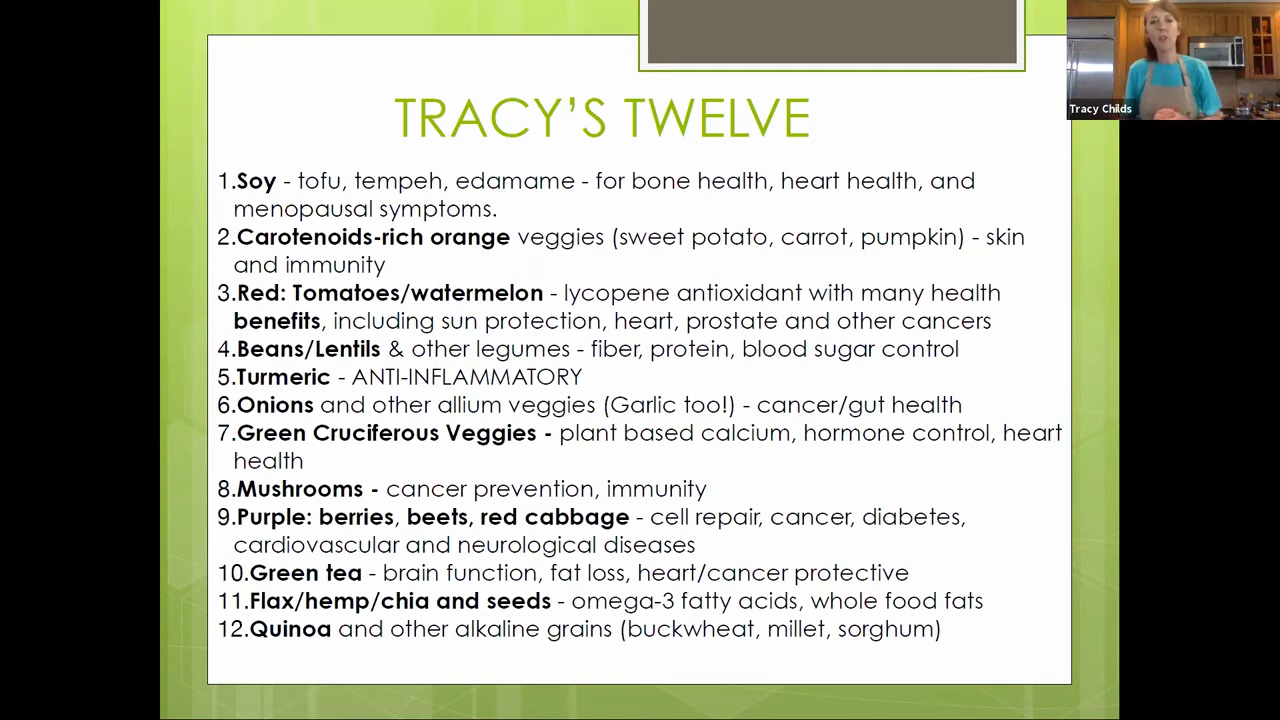 Tracy Childs
TRACY'S TWELVE
1.Soy - tofu, tempeh, edamame - for bone health, heart health, and
menopausal symptoms.
2.Carotenoids-rich orange veggies (sweet potato, carrot, pumpkin) - skin
and immunity
3.Red: Tomatoes/watermelon - lycopene antioxidant with many health
benefits, including sun protection, heart, prostate and other cancers
4.Beans/Lentils & other legumes - fiber, protein, blood sugar control
5.Turmeric - ANTI-INFLAMMATORY
6.Onions and other allium veggies (Garlic too!) - cancer/gut health
7.Green Cruciferous Veggies - plant based calcium, hormone control, heart
health
8.Mushrooms - cancer prevention, immunity
9.Purple: berries, beets, red cabbage - cell repair, cancer, diabetes,
cardiovascular and neurological diseases
10.Green tea - brain function, fat loss, heart/cancer protective
11.Flax/hemp/chia and seeds - omega-3 fatty acids, whole food fats
12.Quinoa and other alkaline grains (buckwheat, millet, sorghum)